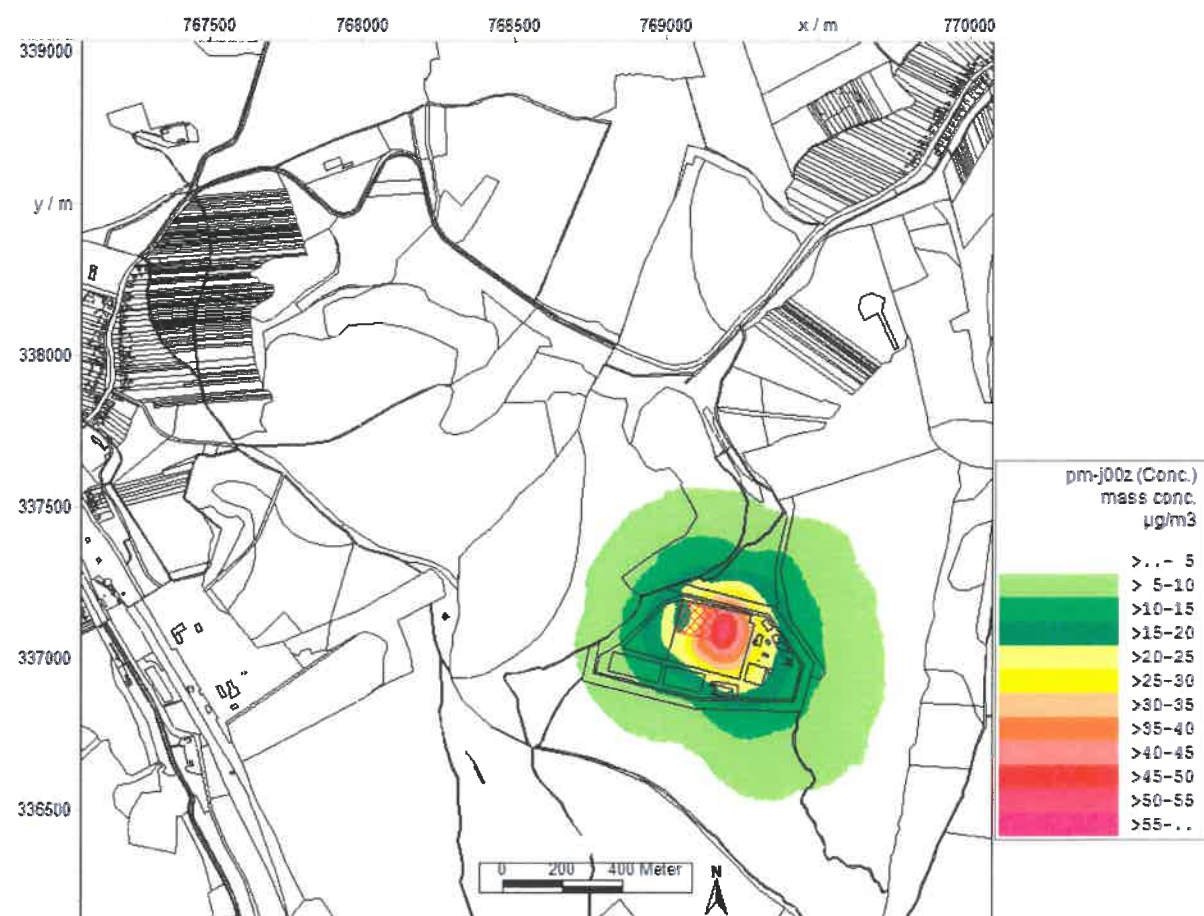 767500 768000 768500 769000 x / m 770000
339000
y / m
338000
337500
337000
336500
pm-j00z (Conc.)
mass conc.
µg/m3
>..- 5
> 5-10
>10-15
>15-20
>20-25
>25-30
>30-35
>35-40
>40-45
>45-50
>50-55
>55-..
0 200 400 Meter
N